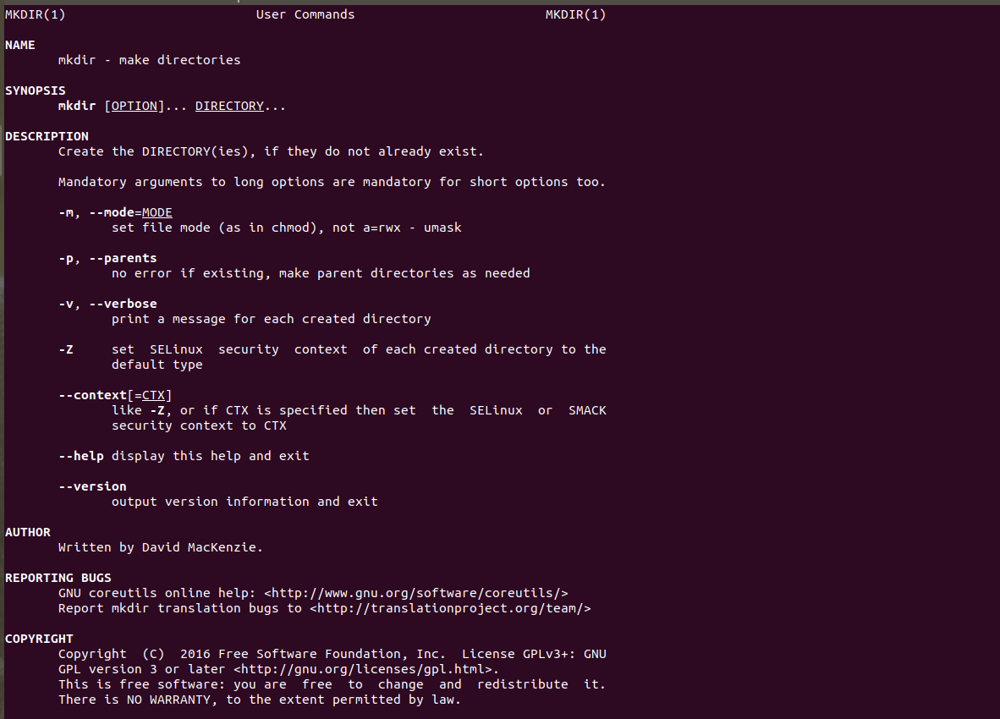 MKDIR(1)                         User Commands                         MKDIR(1)
NAME
       mkdir - make directories
SYNOPSIS
       mkdir [OPTION]... DIRECTORY...
DESCRIPTION
       Create the DIRECTORY(ies), if they do not already exist.
       Mandatory arguments to long options are mandatory for short options too.
       -m, --mode=MODE
              set file mode (as in chmod), not a=rwx - umask
       -p, --parents
              no error if existing, make parent directories as needed
       -v, --verbose
              print a message for each created directory
       -Z     set  SELinux  security  context  of each created directory to the
              default type
       --context[=CTX]
              like -Z, or if CTX is specified then set  the  SELinux  or  SMACK
              security context to CTX
       --help display this help and exit
       --version
              output version information and exit
AUTHOR
       Written by David MacKenzie.
REPORTING BUGS
       GNU coreutils online help: <http://www.gnu.org/software/coreutils/>
       Report mkdir translation bugs to <http://translationproject.org/team/>
COPYRIGHT
       Copyright  (C)  2016 Free Software Foundation, Inc.  License GPLv3+: GNU
       GPL version 3 or later <http://gnu.org/licenses/gpl.html>.
       This is free software: you are  free  to  change  and  redistribute  it.
       There is NO WARRANTY, to the extent permitted by law.